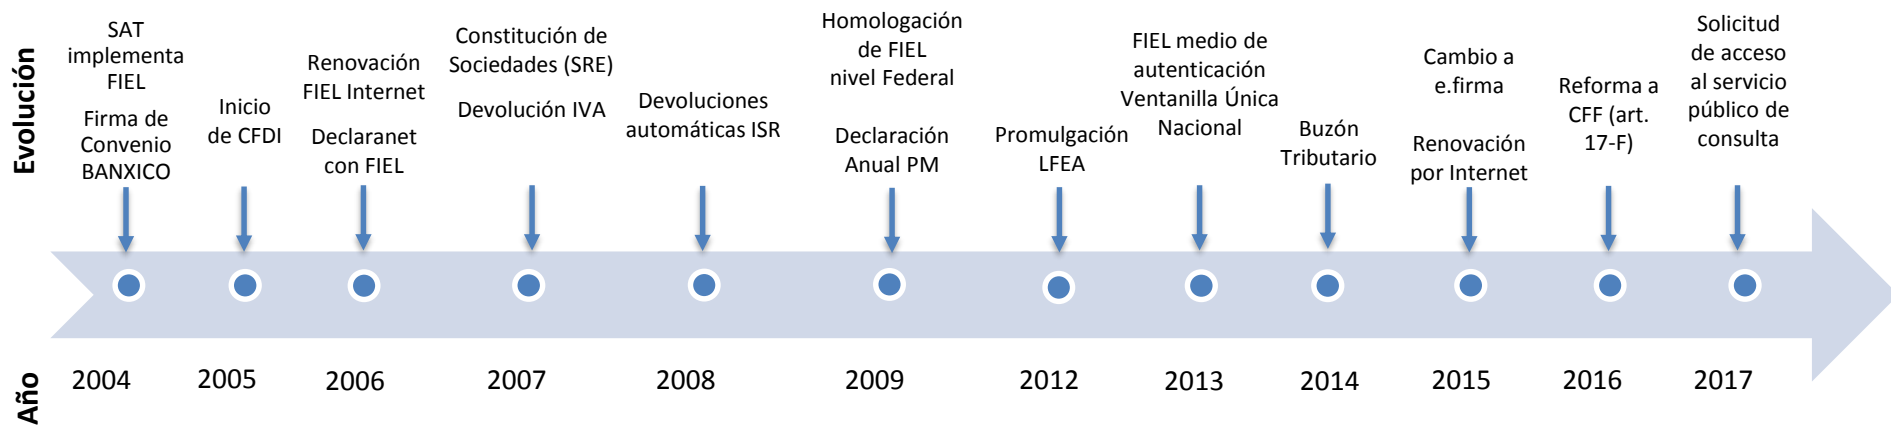 Evolución
SAT
implementa
FIEL
Firma de
Convenio
BANXICO
Inicio
de CFDI
Renovación
FIEL Internet
Declaranet
con FIEL
Constitución de
Sociedades (SRE)
Devolución IVA
Devoluciones
automáticas ISR
Homologación
de FIEL
nivel Federal
Declaración
Anual PM
Promulgación
LFEA
FIEL medio de
autenticación
Ventanilla Única
Nacional
Buzón
Tributario
Cambio a
e.firma
Renovación
por Internet
Reforma a
CFF (art.
17-F)
Solicitud
de acceso
al servicio
público de
consulta
Año
2004
2005
2006
2007
2008
2009
2012
2013
2014
2015
2016
2017